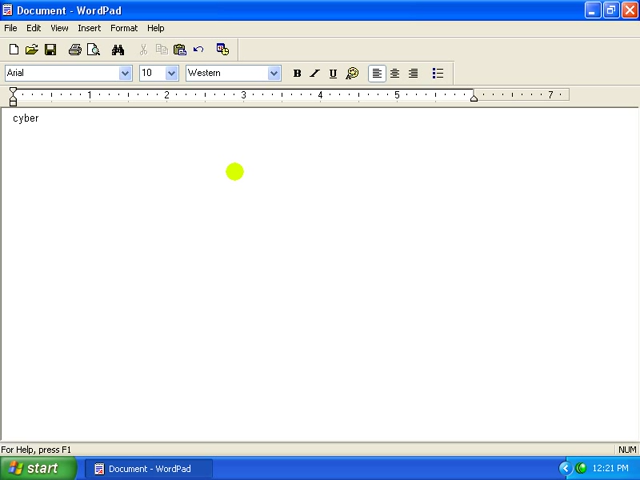 Document - WordPad
File Edit View Insert Format Help
Arial 10 Western B I U
1 2 3 4 5 7
cyber
For Help, press F1 NUM
start Document - WordPad 12:21 PM